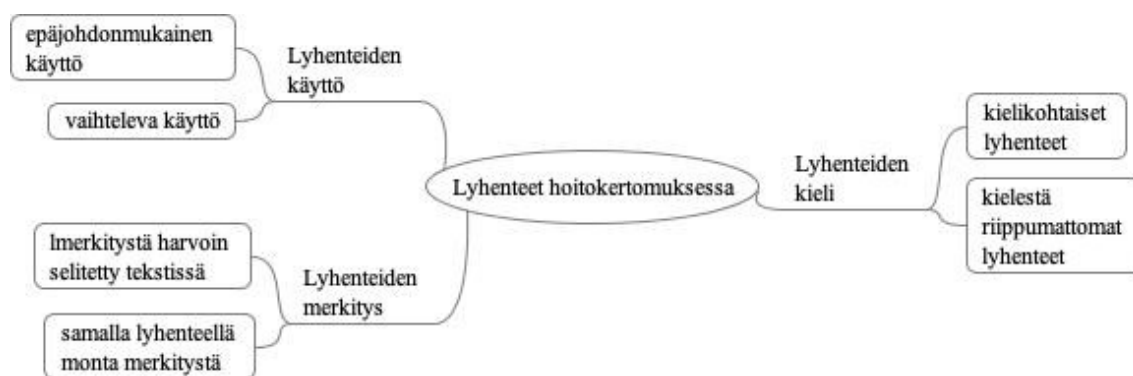 epäjohdonmukainen
käyttö
vaihteleva käyttö
Lyhenteiden
käyttö
lmerkitystä harvoin
selitetty tekstissä
samalla lyhenteellä
monta merkitystä
Lyhenteiden
merkitys
Lyhenteet hoitokertomuksessa
Lyhenteiden
kieli
kielikohtaiset
lyhenteet
kielestä
riippumattomat
lyhenteet